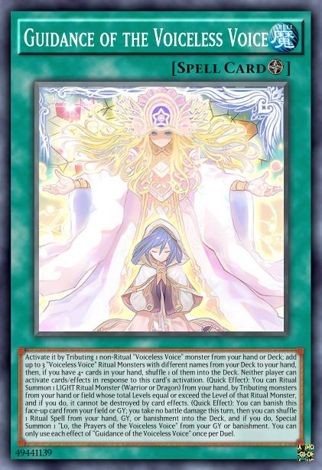 GUIDANCE OF THE VOICELESS VOICE
[SPELL CARD]
Activate it by Tributing 1 non-Ritual "Voiceless Voice" monster from your hand or Deck; add
up to 3 "Voiceless Voice" Ritual Monsters with different names from your Deck to your hand,
then, if you have 4+ cards in your hand, shuffle 1 of them into the Deck. Neither player can
activate cards/effects in response to this card's activation. (Quick Effect): You can Ritual
Summon 1 LIGHT Ritual Monster (Warrior or Dragon) from your hand, by Tributing monsters
from your hand or field whose total Levels equal or exceed the Level of that Ritual Monster,
and if you do, it cannot be destroyed by card effects. (Quick Effect): You can banish this
face-up card from your field or GY; you take no battle damage this turn, then you can shuffle
1 Ritual Spell from your hand, GY, or banishment into the Deck, and if you do, Special
Summon 1 "Lo, the Prayers of the Voiceless Voice" from your GY or banishment. You can
only use each effect of "Guidance of the Voiceless Voice" once per Duel.
49441139